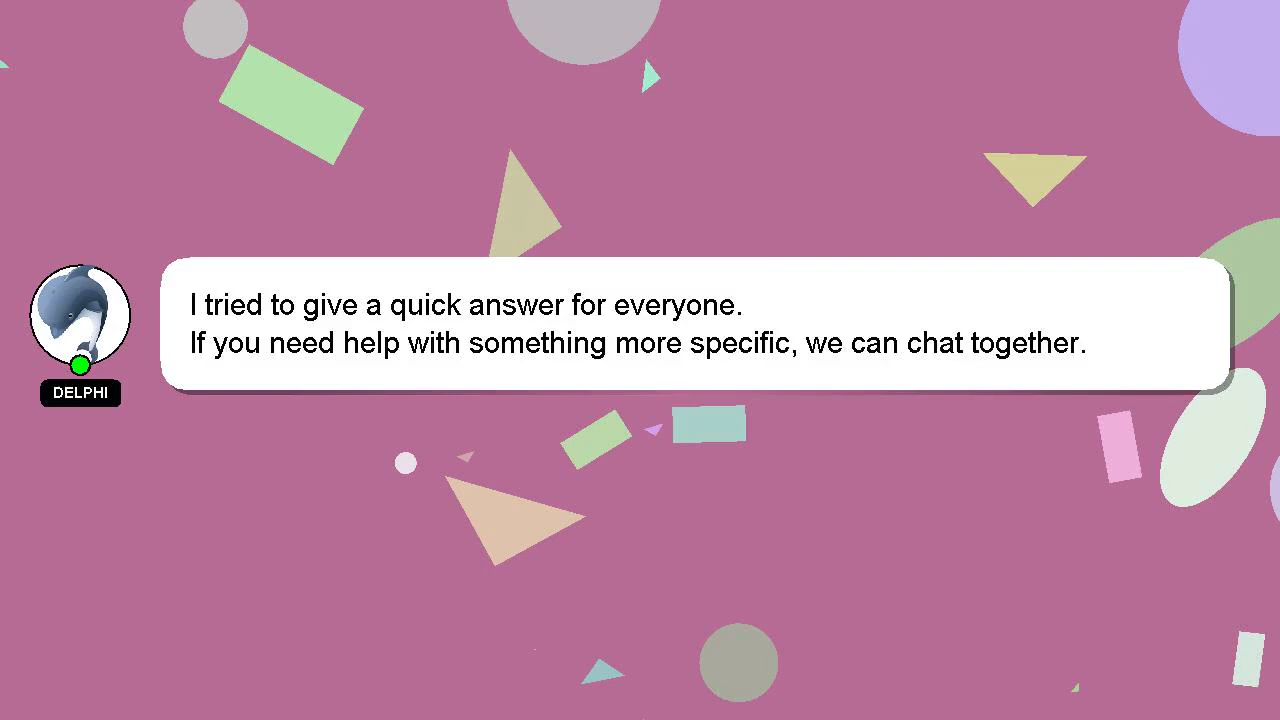 I tried to give a quick answer for everyone.
If you need help with something more specific, we can chat together.
DELPHI